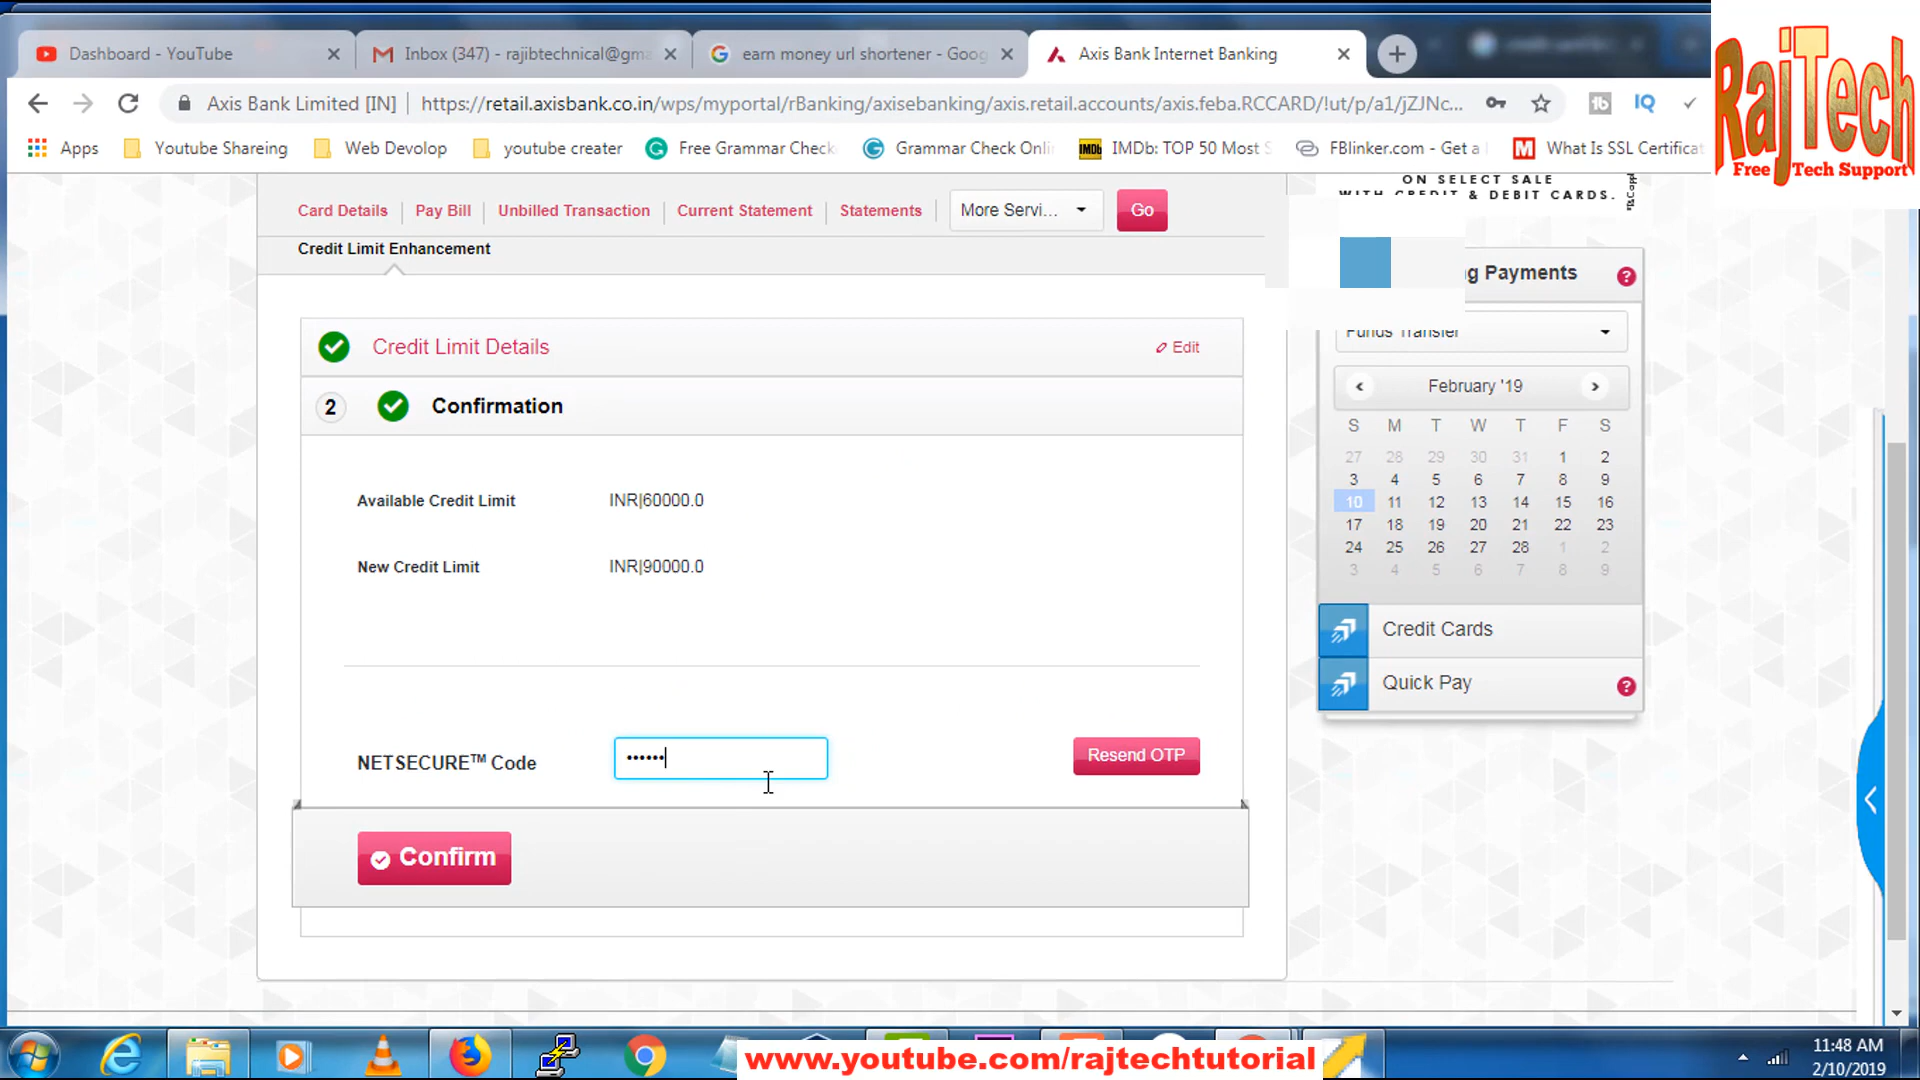 Dashboard - YouTube
Inbox (347) - rajibtechnical@gma
earn money url shortener - Goog
Axis Bank Internet Banking
Axis Bank Limited [IN]
https://retail.axisbank.co.in/wps/myportal/rBanking/axisebanking/axis.retail.accounts/axis.feba.RCCARD/!ut/p/a1/jZJNc...
Apps
Youtube Shareing
Web Devolop
youtube creater
Free Grammar Check
Grammar Check Onli
IMDb IMDb: TOP 50 Most S
FBlinker.com - Get a
What Is SSL Certificat
RajTech
Free Tech Support
ON SELECT SALE
WITH CREDIT & DEBIT CARDS.
Card Details
Pay Bill
Unbilled Transaction
Current Statement
Statements
More Servi...
Go
Credit Limit Enhancement
Credit Limit Details
Edit
2 Confirmation
Available Credit Limit INR|60000.0
New Credit Limit INR|90000.0
NETSECURE™ Code
••••••
Resend OTP
Confirm
g Payments ?
Funds Transfer
< February '19 >
S M T W T F S
27 28 29 30 31 1 2
3 4 5 6 7 8 9
10 11 12 13 14 15 16
17 18 19 20 21 22 23
24 25 26 27 28 1 2
3 4 5 6 7 8 9
Credit Cards
Quick Pay ?
www.youtube.com/rajtechtutorial
11:48 AM
2/10/2019